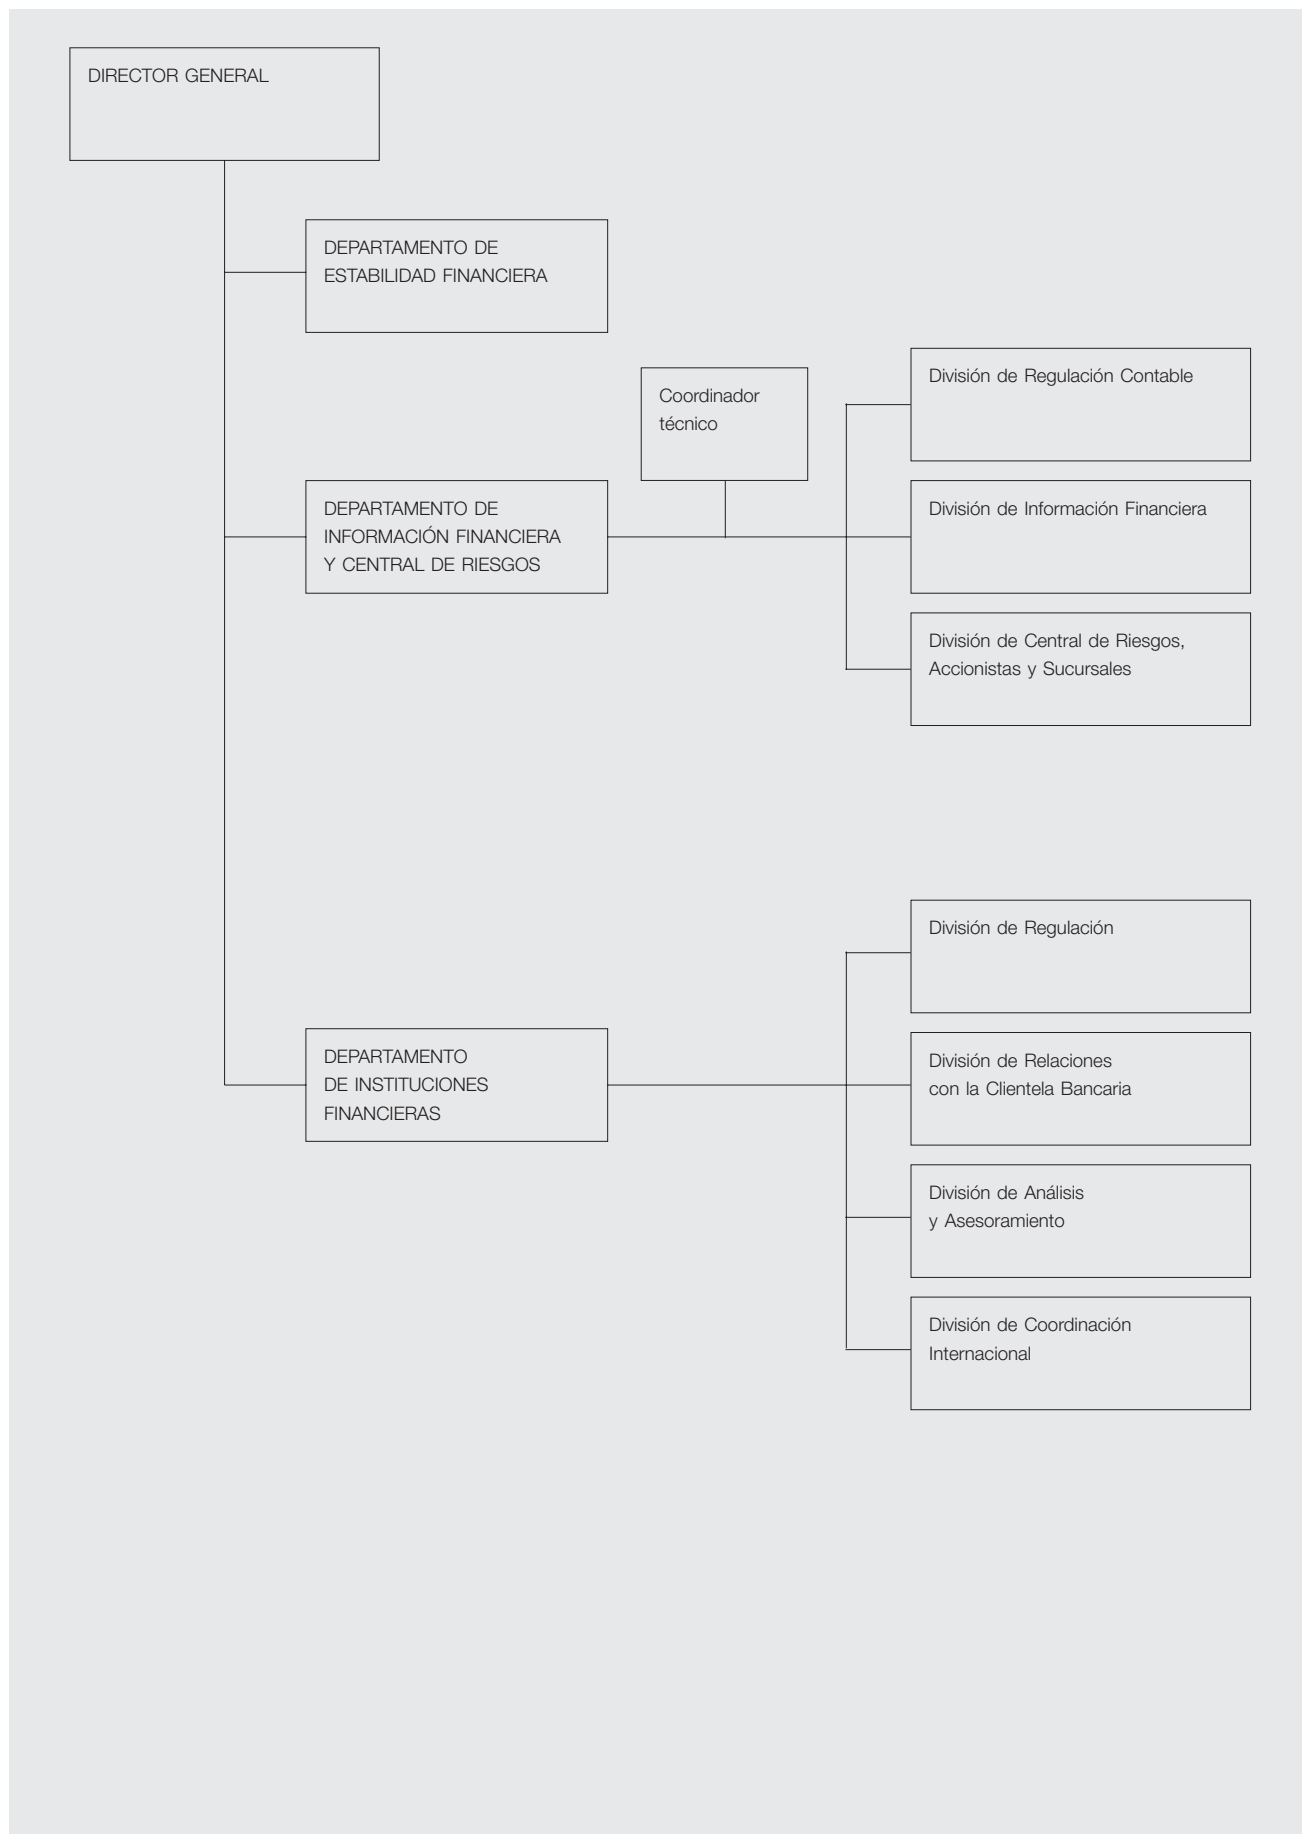 DIRECTOR GENERAL
DEPARTAMENTO DE
ESTABILIDAD FINANCIERA
Coordinador
técnico
División de Regulación Contable
DEPARTAMENTO DE
INFORMACIÓN FINANCIERA
Y CENTRAL DE RIESGOS
División de Información Financiera
División de Central de Riesgos,
Accionistas y Sucursales
División de Regulación
DEPARTAMENTO
DE INSTITUCIONES
FINANCIERAS
División de Relaciones
con la Clientela Bancaria
División de Análisis
y Asesoramiento
División de Coordinación
Internacional